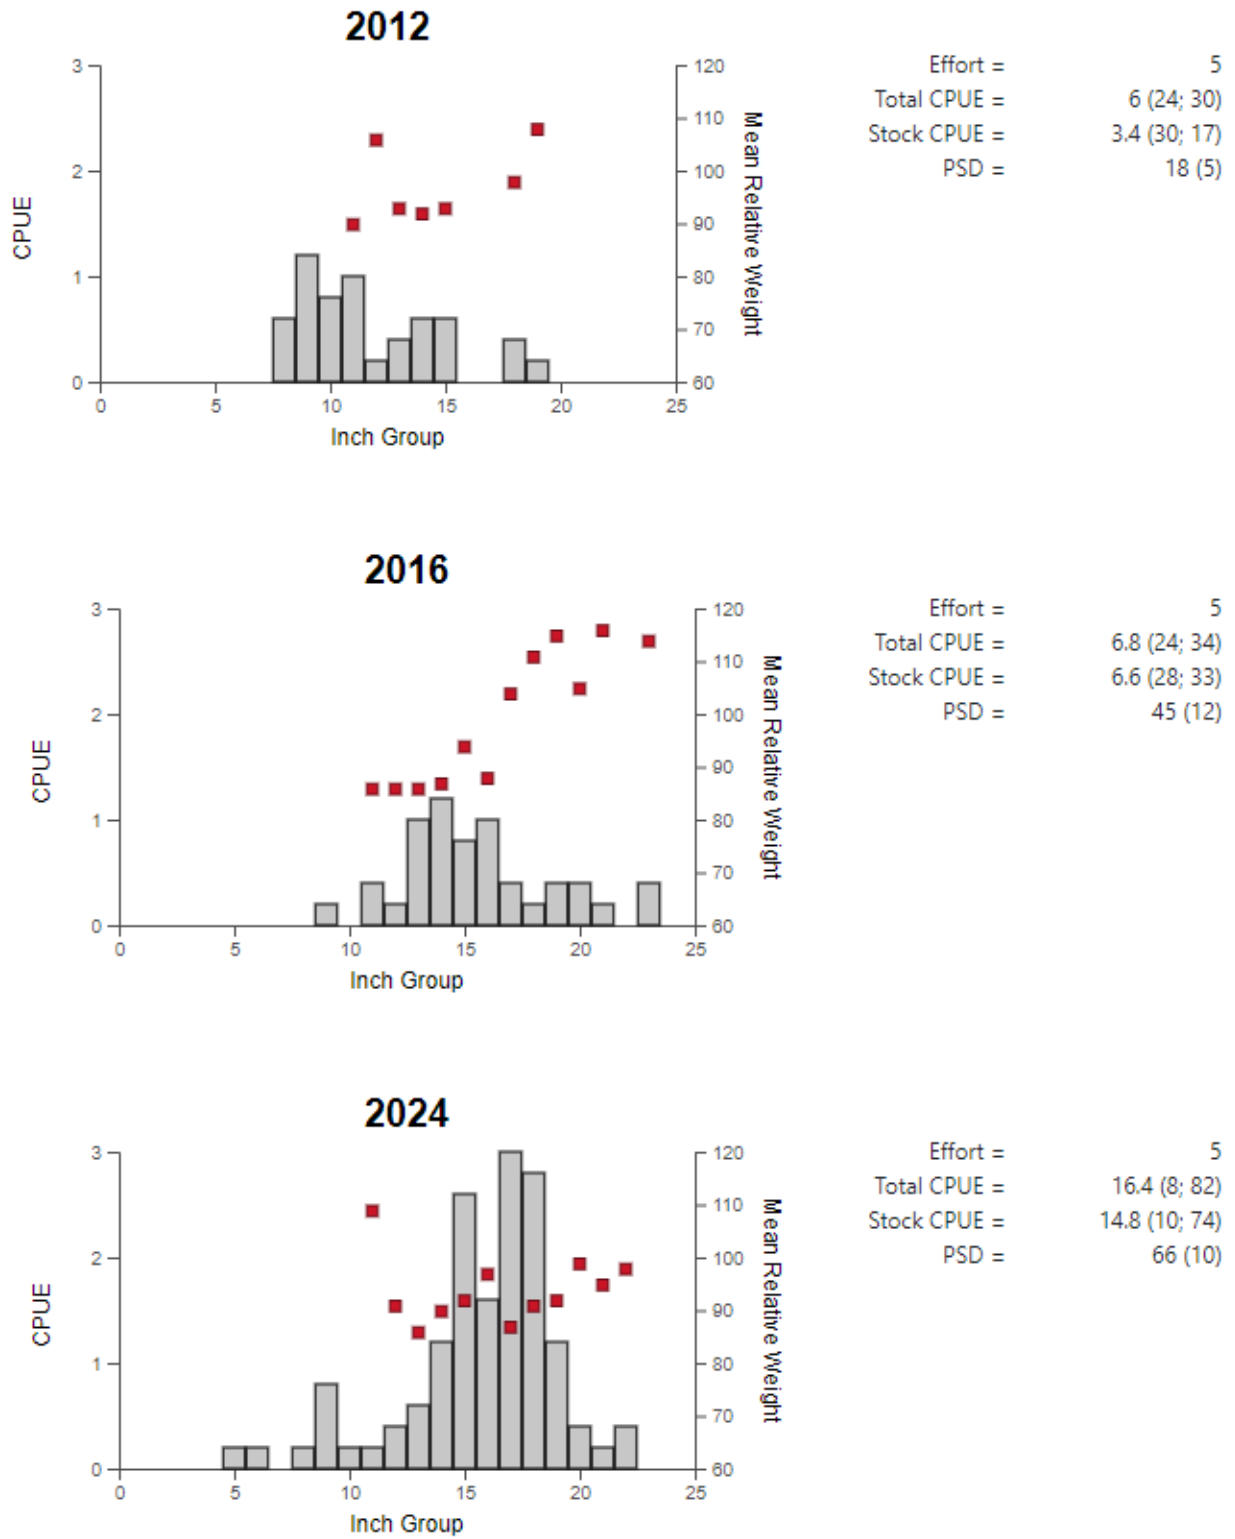 2012
Effort = 5
Total CPUE = 6 (24; 30)
Stock CPUE = 3.4 (30; 17)
PSD = 18 (5)
CPUE
3
2
1
0
120
110
100
90
80
70
60
Mean Relative Weight
0 5 10 15 20 25
Inch Group
2016
Effort = 5
Total CPUE = 6.8 (24; 34)
Stock CPUE = 6.6 (28; 33)
PSD = 45 (12)
CPUE
3
2
1
0
120
110
100
90
80
70
60
Mean Relative Weight
0 5 10 15 20 25
Inch Group
2024
Effort = 5
Total CPUE = 16.4 (8; 82)
Stock CPUE = 14.8 (10; 74)
PSD = 66 (10)
CPUE
3
2
1
0
120
110
100
90
80
70
60
Mean Relative Weight
0 5 10 15 20 25
Inch Group